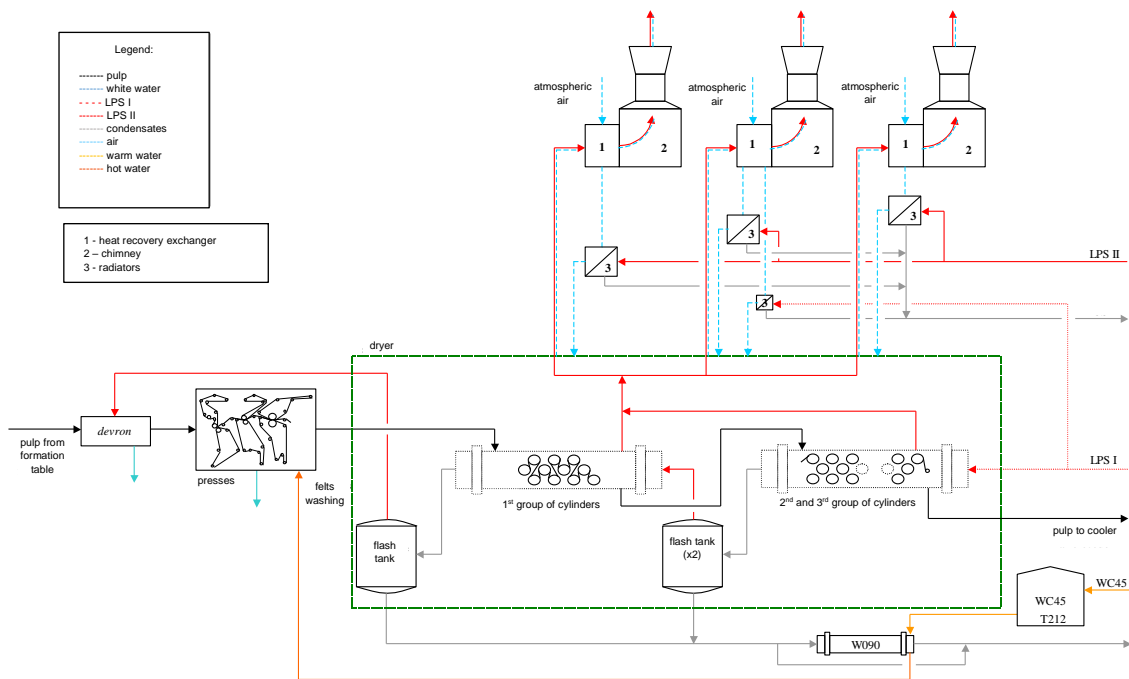 Legend:
pulp
white water
LPS I
LPS II
condensates
air
warm water
hot water
1 - heat recovery exchanger
2 – chimney
3 - radiators
atmospheric
air
atmospheric
air
atmospheric
air
1
2
1
2
1
2
3
3
3
3
LPS II
dryer
devron
pulp from
formation
table
presses
felts
washing
1st group of cylinders
2nd and 3rd group of cylinders
LPS I
flash
tank
flash tank
(x2)
pulp to cooler
WC45
WC45
T212
W090